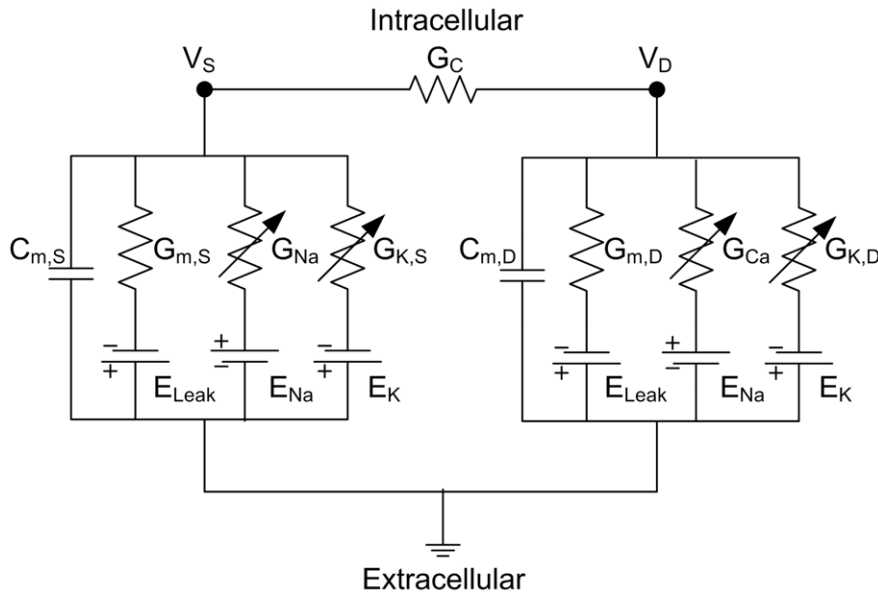 Intracellular
V_S G_C V_D
C_m,S G_m,S G_Na G_K,S C_m,D G_m,D G_Ca G_K,D
− − + − − − + −
+ + − + + + − +
E_Leak E_Na E_K E_Leak E_Na E_K
Extracellular